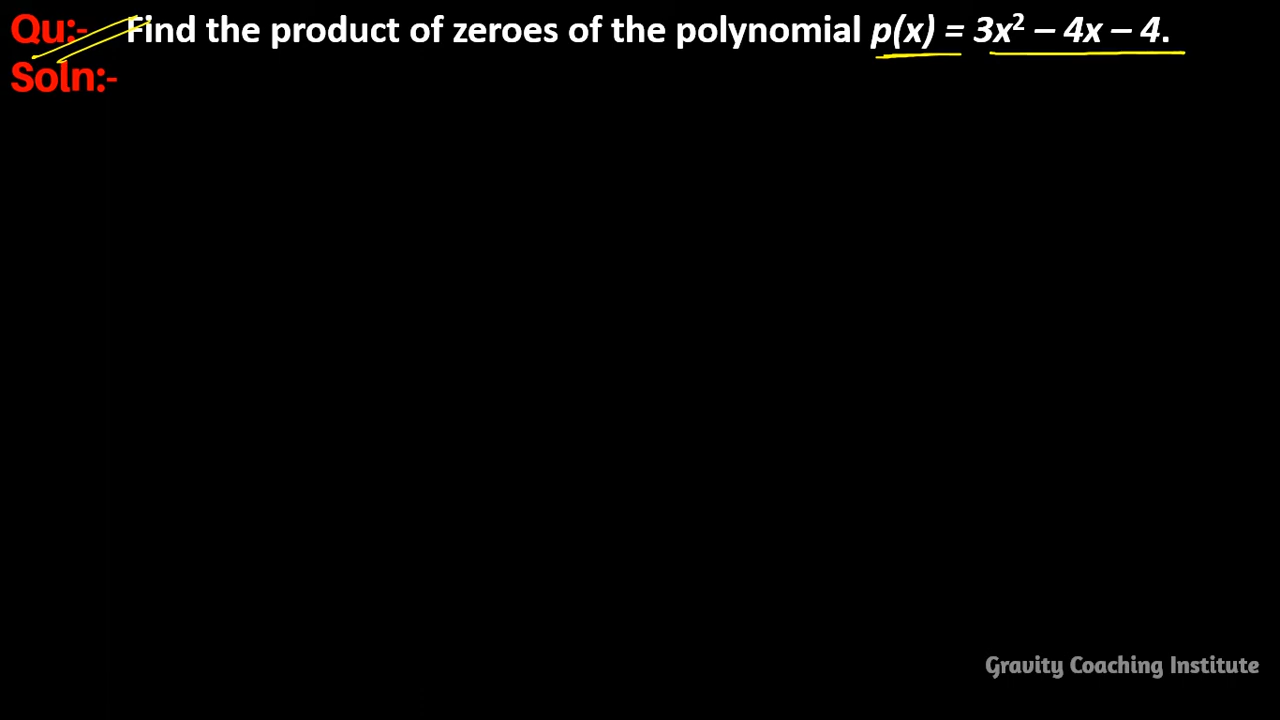 Qu:- Find the product of zeroes of the polynomial p(x) = 3x² – 4x – 4.
Soln:-
Gravity Coaching Institute